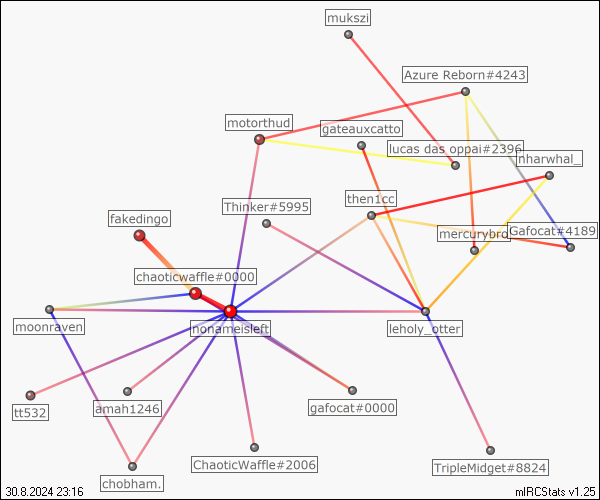 mukszi
Azure Reborn#4243
motorthud
gateauxcatto
lucas das oppai#2396
nharwhal_
Thinker#5995
then1cc
fakedingo
mercurybro
Gafocat#4189
chaoticwaffle#0000
moonraven
nonameisleft
leholy_otter
tt532
amah1246
gafocat#0000
chobham.
ChaoticWaffle#2006
TripleMidget#8824
30.8.2024 23:16
mIRCStats v1.25